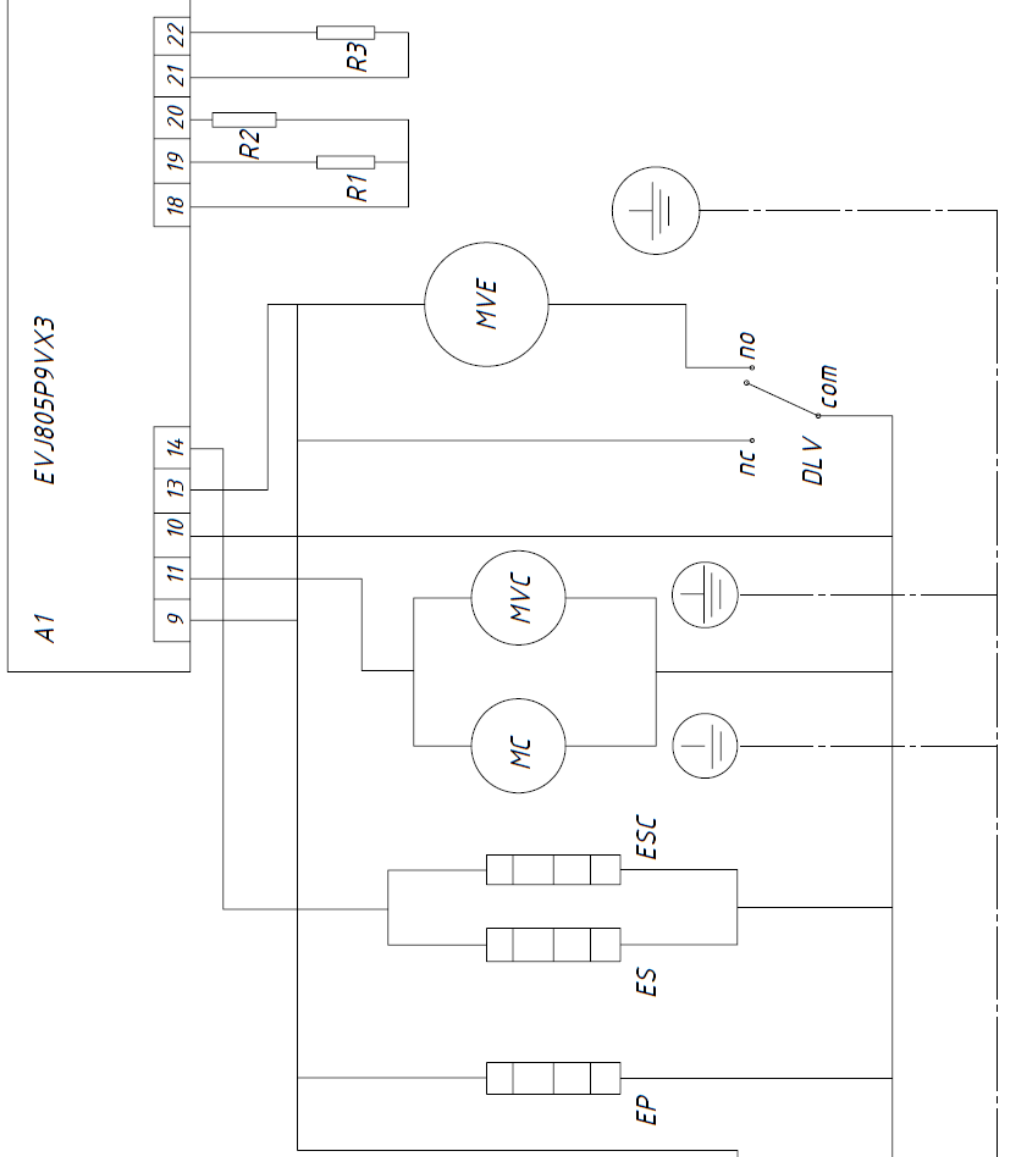 A1 EVJ805P9VX3
9
11
10
13
14
18
19
20
21
22
R1
R2
R3
EP
ES
ESC
MC
MVC
MVE
DLV
nc
no
com